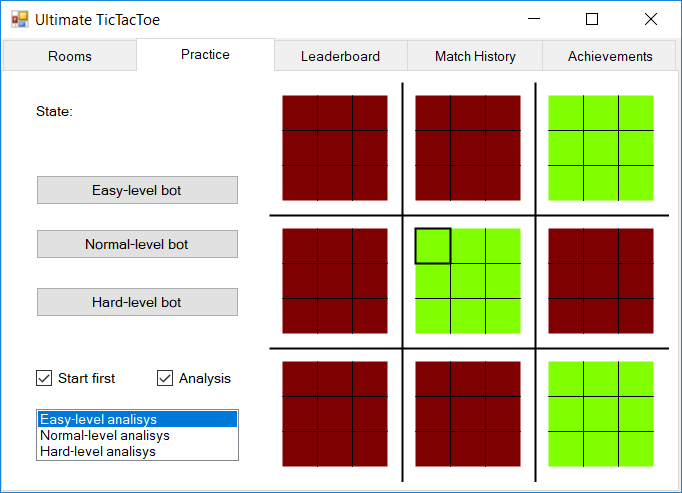 Ultimate TicTacToe
Rooms
Practice
Leaderboard
Match History
Achievements
State:
Easy-level bot
Normal-level bot
Hard-level bot
Start first
Analysis
Easy-level analisys
Normal-level analisys
Hard-level analisys